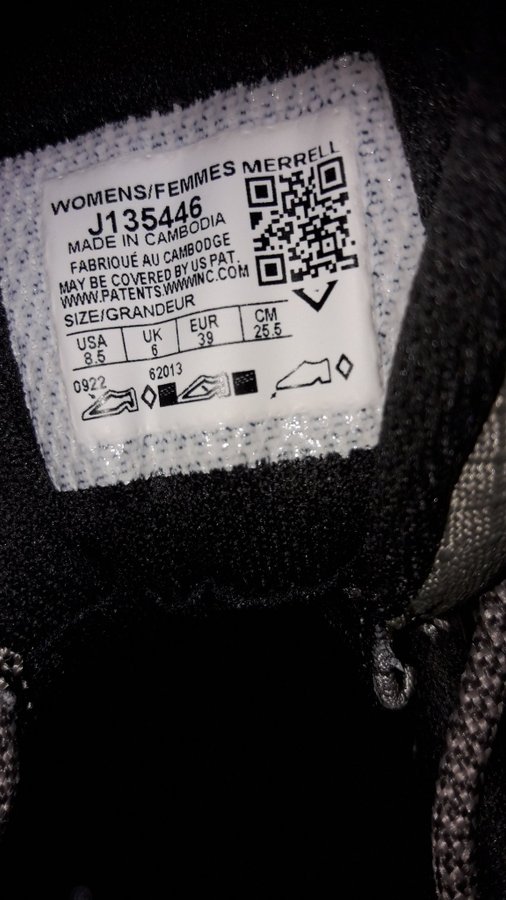 WOMENS/FEMMES MERRELL
J135446
MADE IN CAMBODIA
FABRIQUÉ AU CAMBODGE
MAY BE COVERED BY US PAT.
WWW.PATENTS.WWWINC.COM
SIZE/GRANDEUR
USA UK EUR CM
8.5 6 39 25.5
0922 62013